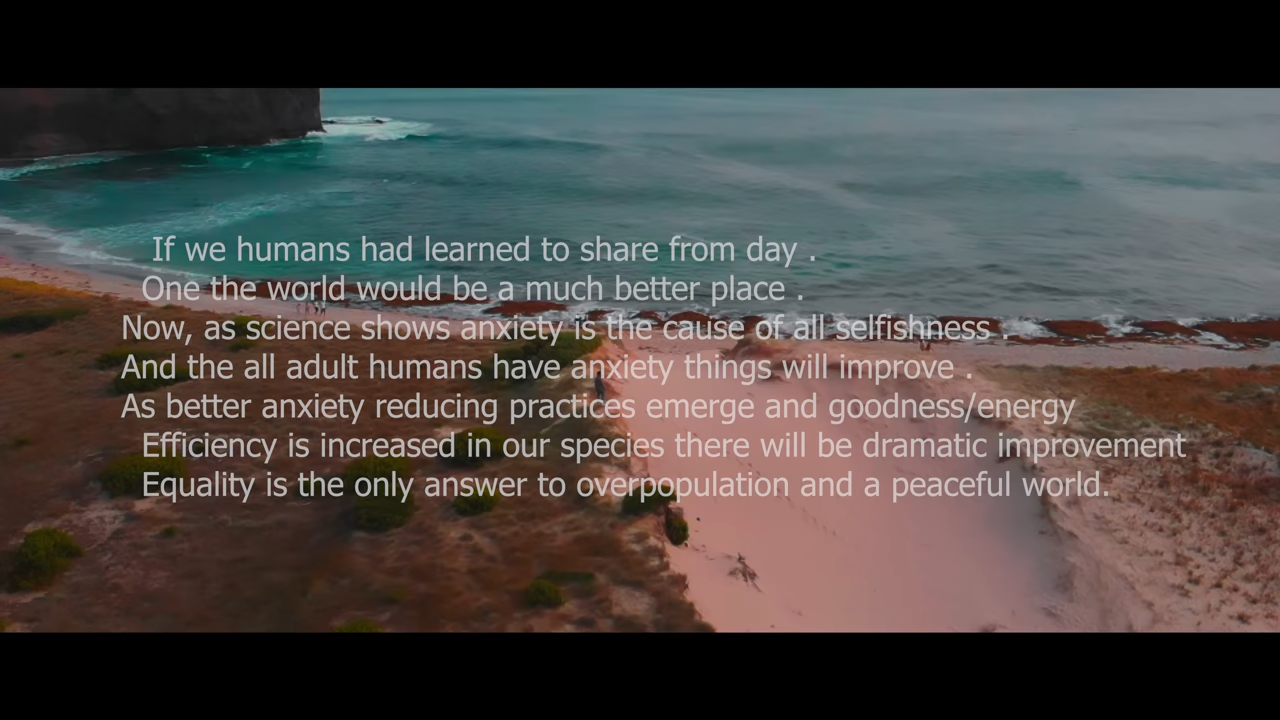 If we humans had learned to share from day .
One the world would be a much better place .
Now, as science shows anxiety is the cause of all selfishness .
And the all adult humans have anxiety things will improve .
As better anxiety reducing practices emerge and goodness/energy
Efficiency is increased in our species there will be dramatic improvement
Equality is the only answer to overpopulation and a peaceful world.